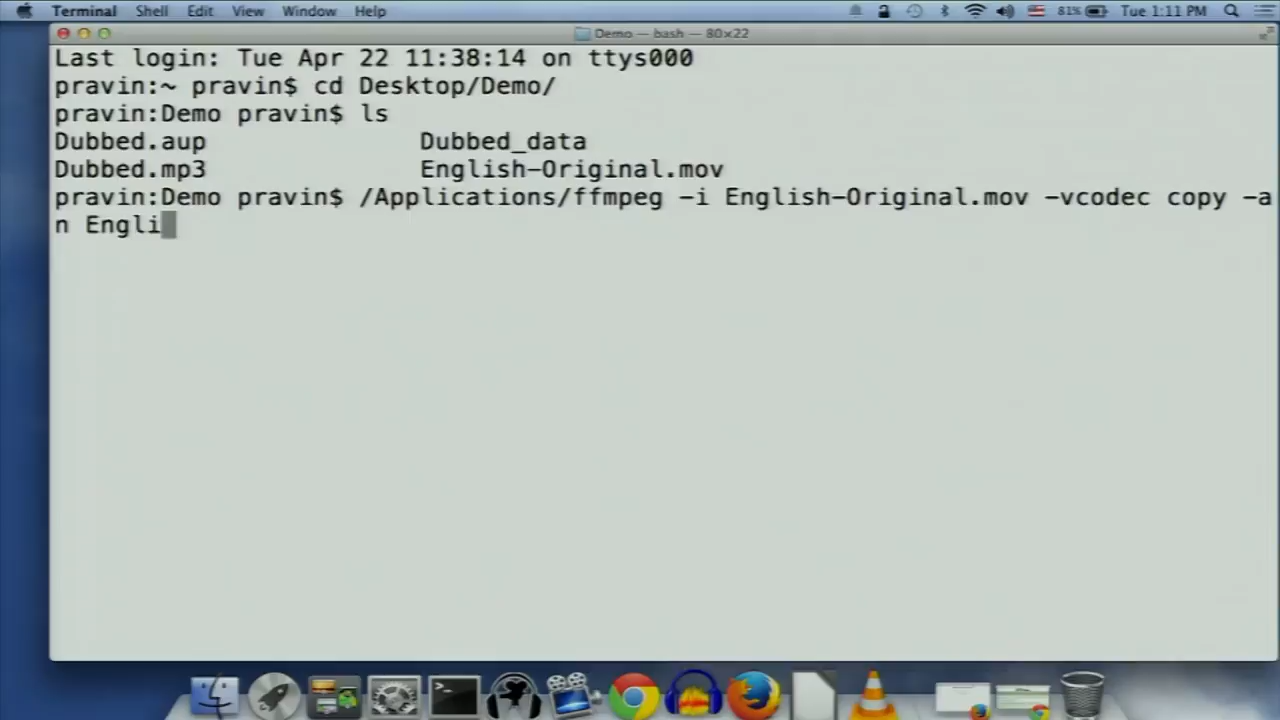 Terminal Shell Edit View Window Help 81% Tue 1:11 PM
Demo — bash — 80×22
Last login: Tue Apr 22 11:38:14 on ttys000
pravin:~ pravin$ cd Desktop/Demo/
pravin:Demo pravin$ ls
Dubbed.aup Dubbed_data
Dubbed.mp3 English-Original.mov
pravin:Demo pravin$ /Applications/ffmpeg -i English-Original.mov -vcodec copy -a
n Engli